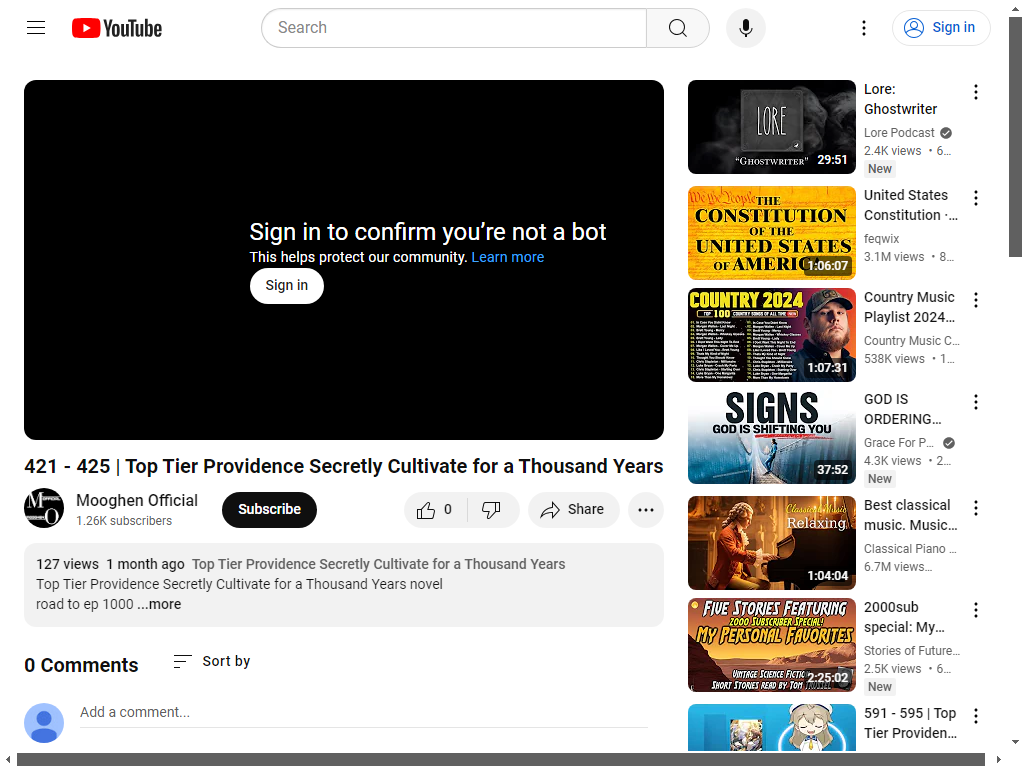 YouTube
Search
Sign in
Sign in to confirm you’re not a bot
This helps protect our community. Learn more
Sign in
421 - 425 | Top Tier Providence Secretly Cultivate for a Thousand Years
Mooghen Official
1.26K subscribers
Subscribe
0
Share
127 views 1 month ago Top Tier Providence Secretly Cultivate for a Thousand Years
Top Tier Providence Secretly Cultivate for a Thousand Years novel
road to ep 1000 ...more
0 Comments
Sort by
Add a comment...
LORE
“GHOSTWRITER”
29:51
Lore:
Ghostwriter
Lore Podcast
2.4K views • 6...
New
We the People THE
CONSTITUTION
OF THE
UNITED STATES
OF AMERICA
1:06:07
United States
Constitution ·...
feqwix
3.1M views • 8...
COUNTRY 2024
TOP 100 COUNTRY SONGS OF ALL TIME
1:07:31
Country Music
Playlist 2024...
Country Music C...
538K views • 1...
SIGNS
GOD IS SHIFTING YOU
37:52
GOD IS
ORDERING...
Grace For P...
4.3K views • 2...
New
Classical Music
Relaxing
1:04:04
Best classical
music. Music...
Classical Piano ...
6.7M views...
FIVE STORIES FEATURING
2000 SUBSCRIBER SPECIAL!
MY PERSONAL FAVORITES
VINTAGE SCIENCE FICTION
SHORT STORIES READ BY TOM
2:25:02
2000sub
special: My...
Stories of Future...
2.5K views • 6...
New
591 - 595 | Top
Tier Providen...